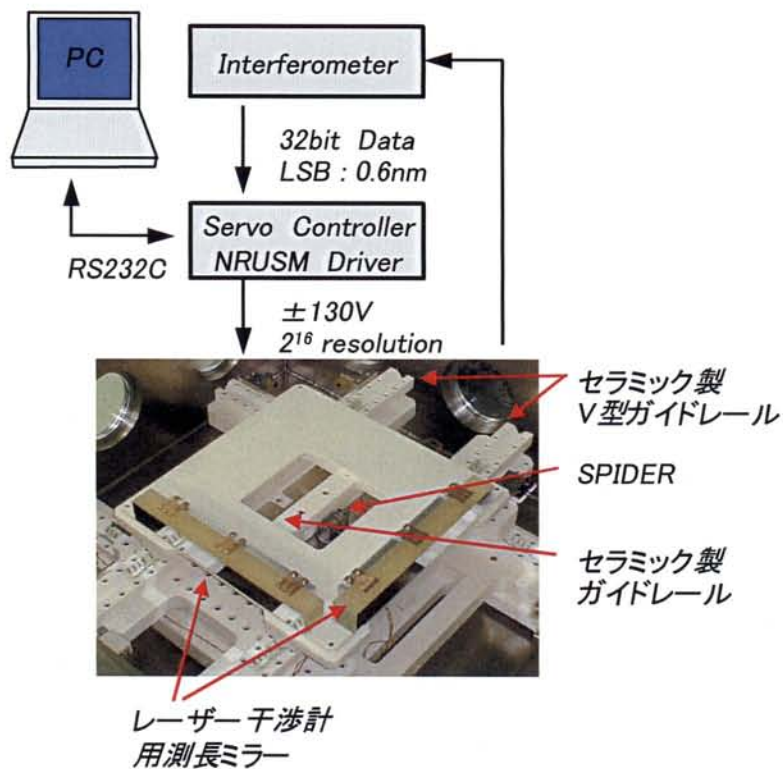 PC
Interferometer
32bit Data
LSB : 0.6nm
Servo Controller
NRUSM Driver
RS232C
±130V
2¹⁶ resolution
セラミック製
V型ガイドレール
SPIDER
セラミック製
ガイドレール
レーザー干渉計
用測長ミラー